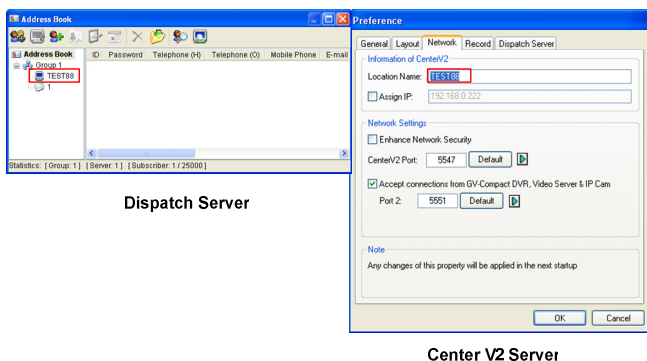 Address Book
Address Book
ID Password Telephone (H) Telephone (O) Mobile Phone E-mail
Group 1
TEST88
1
Statistics: [ Group: 1 ] [ Server: 1 ] [ Subscriber: 1 / 25000 ]
Dispatch Server
Preference
General Layout Network Record Dispatch Server
Information of CenterV2
Location Name: TEST88
Assign IP: 192.168.0.222
Network Settings
Enhance Network Security
CenterV2 Port: 5547 Default
Accept connections from GV-Compact DVR, Video Server & IP Cam
Port 2: 5551 Default
Note
Any changes of this property will be applied in the next startup
OK Cancel
Center V2 Server